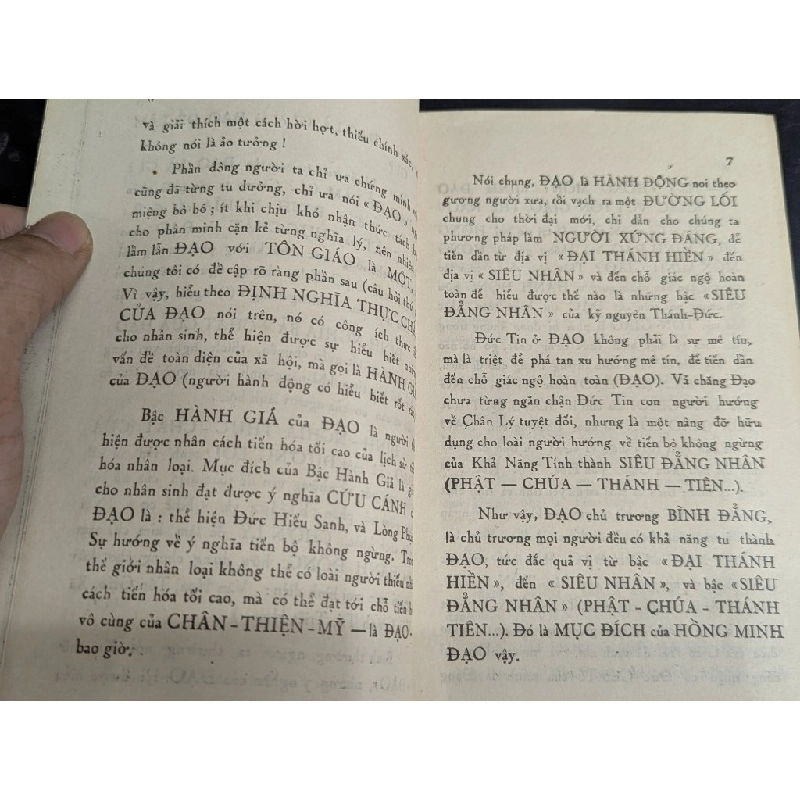 và giải thích một cách hời hợt, thiếu chính
không nói là ảo tưởng !
Phần đông người ta chỉ ưa chứng minh
cũng đã từng tu dưỡng, chỉ ưa nói «ĐẠO
miệng bô bô ; ít khi chịu khó nhận thức
cho phân minh cặn kẽ từng nghĩa lý, nên
lầm lẫn ĐẠO với TÔN GIÁO là MỘT
chúng tôi có đề cập rõ ràng phần sau (câu hỏi thứ
Vì vậy, hiểu theo ĐỊNH NGHĨA THỰC
CỦA ĐẠO nói trên, nó có công ích thực
cho nhân sinh, thể hiện được sự hiểu biết
vấn đề toàn diện của xã hội, mà gọi là HÀNH
của ĐẠO (người hành động có hiểu biết rốt
Bậc HÀNH GIẢ của ĐẠO là người
hiện được nhân cách tiến hóa tối cao của lịch sử
hóa nhân loại. Mục đích của Bậc Hành Giả là
cho nhân sinh đạt được ý nghĩa CỨU CÁNH
ĐẠO là : thể hiện Đức Hiếu Sanh, và Lòng
Sự hướng về ý nghĩa tiến bộ không ngừng.
thế giới nhân loại không thể có loài người thiếu
cách tiến hóa tối cao, mà có thể đạt tới chỗ tiến
vô cùng của CHÂN – THIỆN – MỸ — là ĐẠO
bao giờ.
7
Nói chung, ĐẠO là HÀNH ĐỘNG noi theo
gương người xưa, rồi vạch ra một ĐƯỜNG LỐI
chung cho thời đại mới, chỉ dẫn cho chúng ta
phương pháp làm NGƯỜI XỨNG ĐÁNG, để
tiến dần từ địa vị «ĐẠI THÁNH HIỀN» đến
địa vị «SIÊU NHÂN» và đến chỗ giác ngộ hoàn
toàn để hiểu được thế nào là những bậc «SIÊU
ĐẲNG NHÂN» của kỷ nguyên Thánh-Đức.
Đức Tin ở ĐẠO không phải là sự mê tín,
mà là triệt để phá tan xu hướng mê tín, để tiến dần
đến chỗ giác ngộ hoàn toàn (ĐẠO). Vả chăng Đạo
chưa từng ngăn chận Đức Tin con người hướng
về Chân Lý tuyệt đối, nhưng là một nâng đỡ hữu
dụng cho loài người hướng về tiến bộ không ngừng
của Khả Năng Tính thành SIÊU ĐẲNG NHÂN
(PHẬT — CHÚA — THÁNH — TIÊN...).
Như vậy, ĐẠO chủ trương BÌNH ĐẲNG,
là chủ trương mọi người đều có khả năng tu thành
ĐẠO, tức đắc quả vị từ bậc «ĐẠI THÁNH
HIỀN», đến «SIÊU NHÂN», và bậc «SIÊU
ĐẲNG NHÂN» (PHẬT - CHÚA - THÁNH
TIÊN...). Đó là MỤC ĐÍCH của HỒNG MINH
ĐẠO vậy.